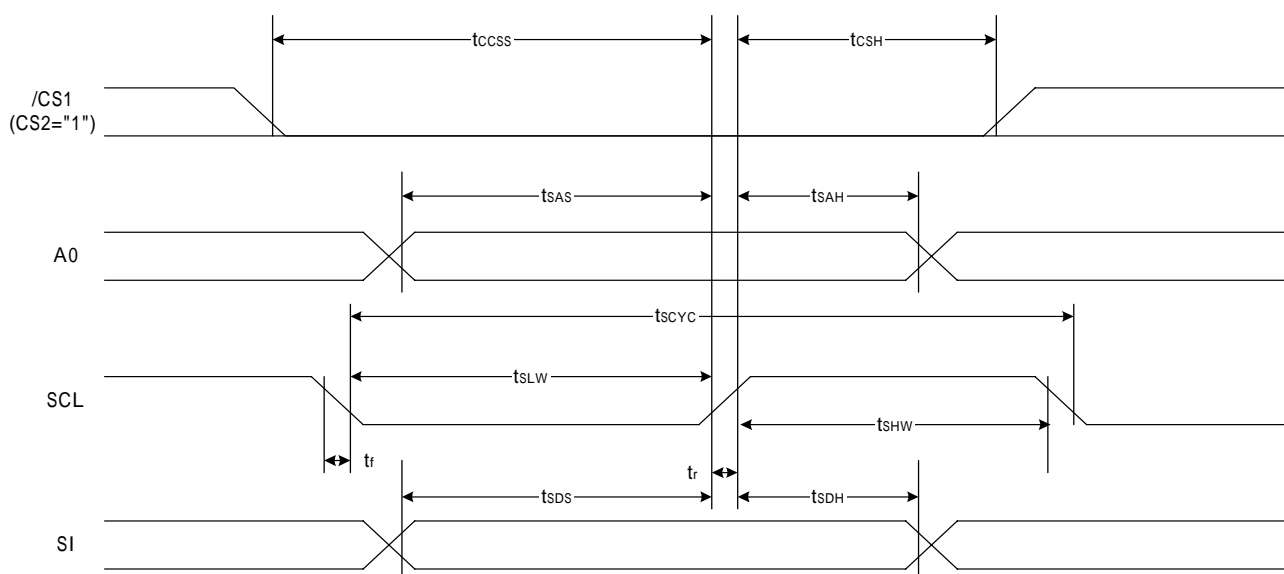 tCCSS
tCSH
/CS1
(CS2="1")
tSAS
tSAH
A0
tSCYC
tSLW
SCL
tSHW
tf
tr
tSDS
tSDH
SI